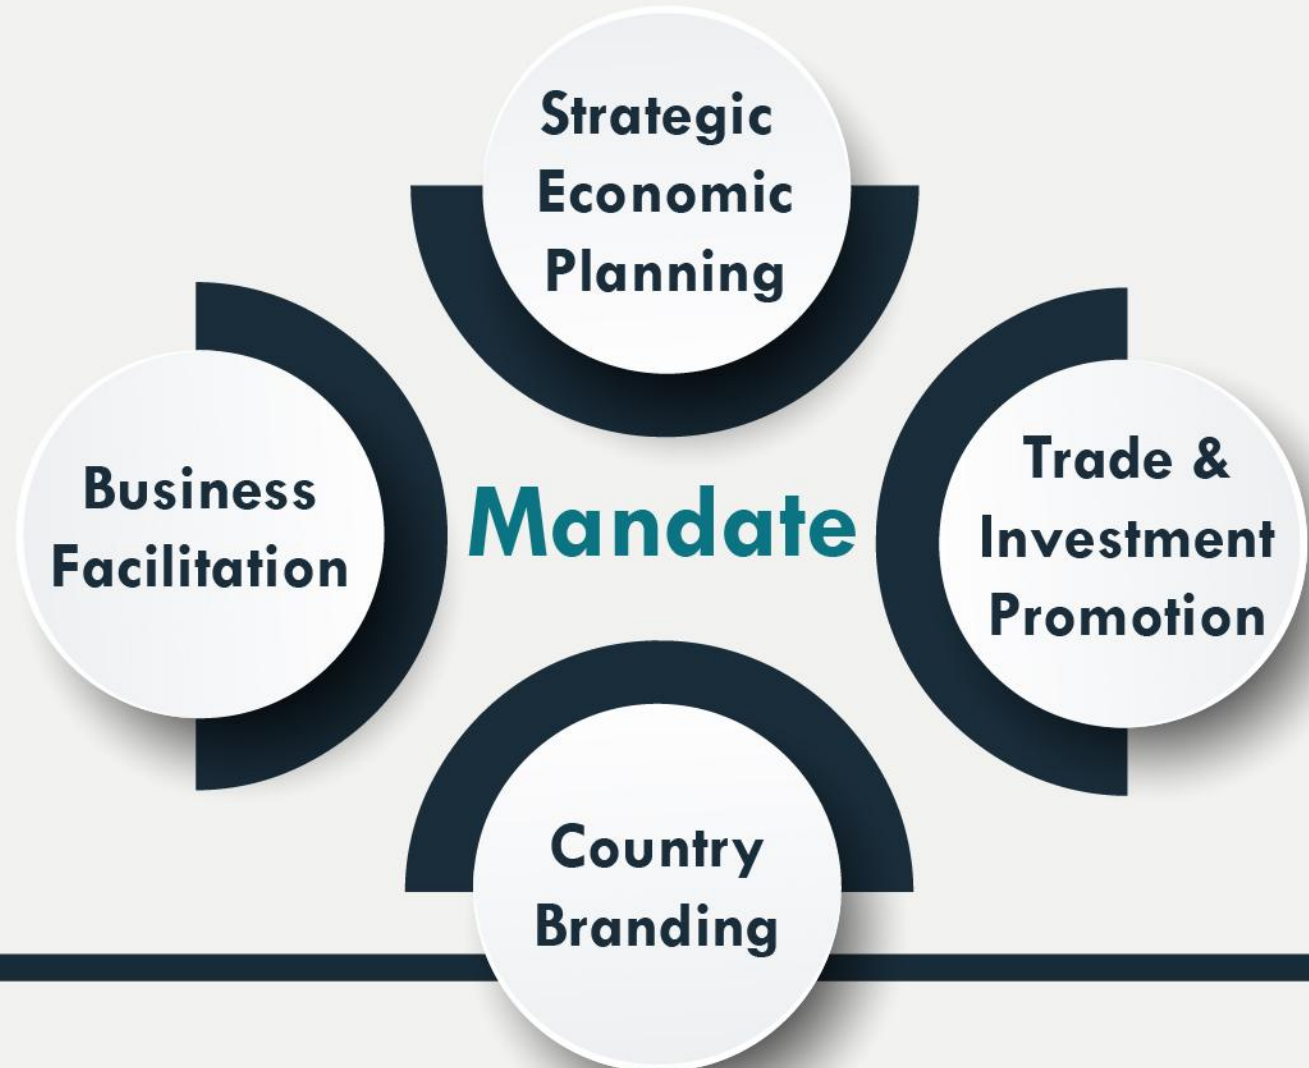 Strategic
Economic
Planning
Business
Facilitation
Mandate
Trade &
Investment
Promotion
Country
Branding